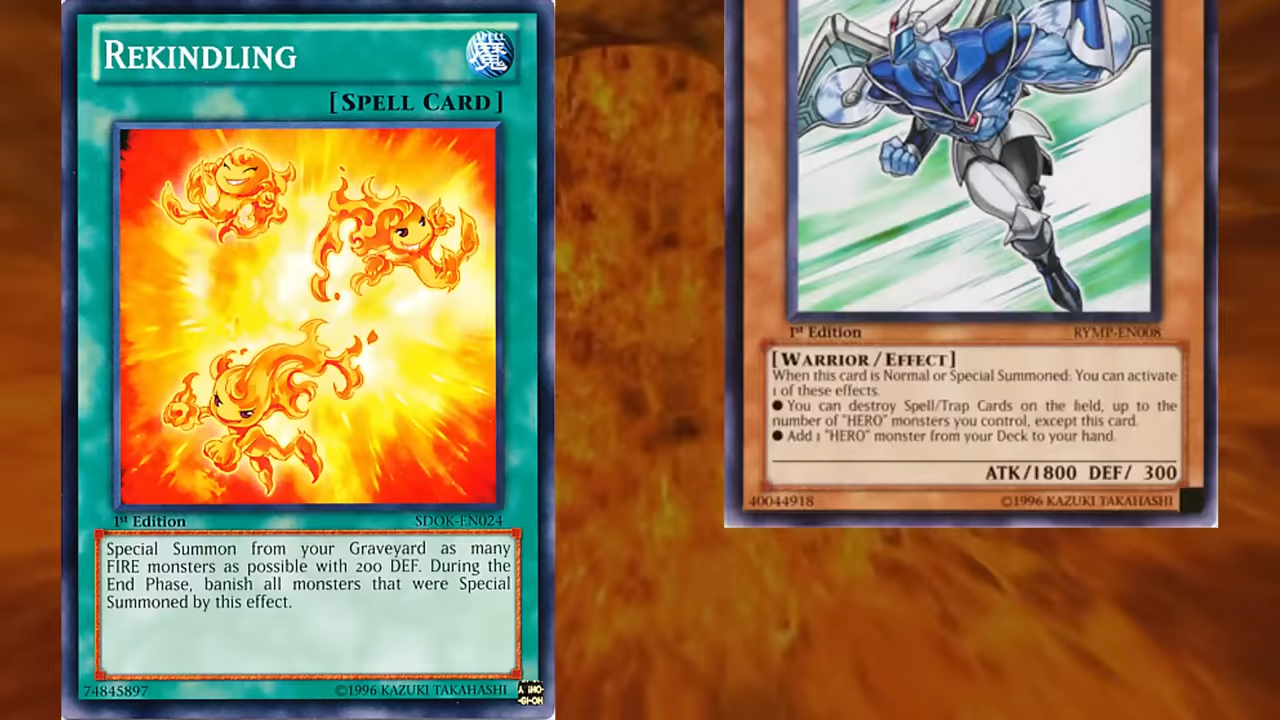 REKINDLING
[SPELL CARD]
1st Edition
SDOK-EN024
Special Summon from your Graveyard as many
FIRE monsters as possible with 200 DEF. During the
End Phase, banish all monsters that were Special
Summoned by this effect.
74845897
©1996 KAZUKI TAKAHASHI
1st Edition
RYMP-EN008
[WARRIOR/EFFECT]
When this card is Normal or Special Summoned: You can activate
1 of these effects.
● You can destroy Spell/Trap Cards on the field, up to the
number of "HERO" monsters you control, except this card.
● Add 1 "HERO" monster from your Deck to your hand.
ATK/1800 DEF/ 300
40044918
©1996 KAZUKI TAKAHASHI